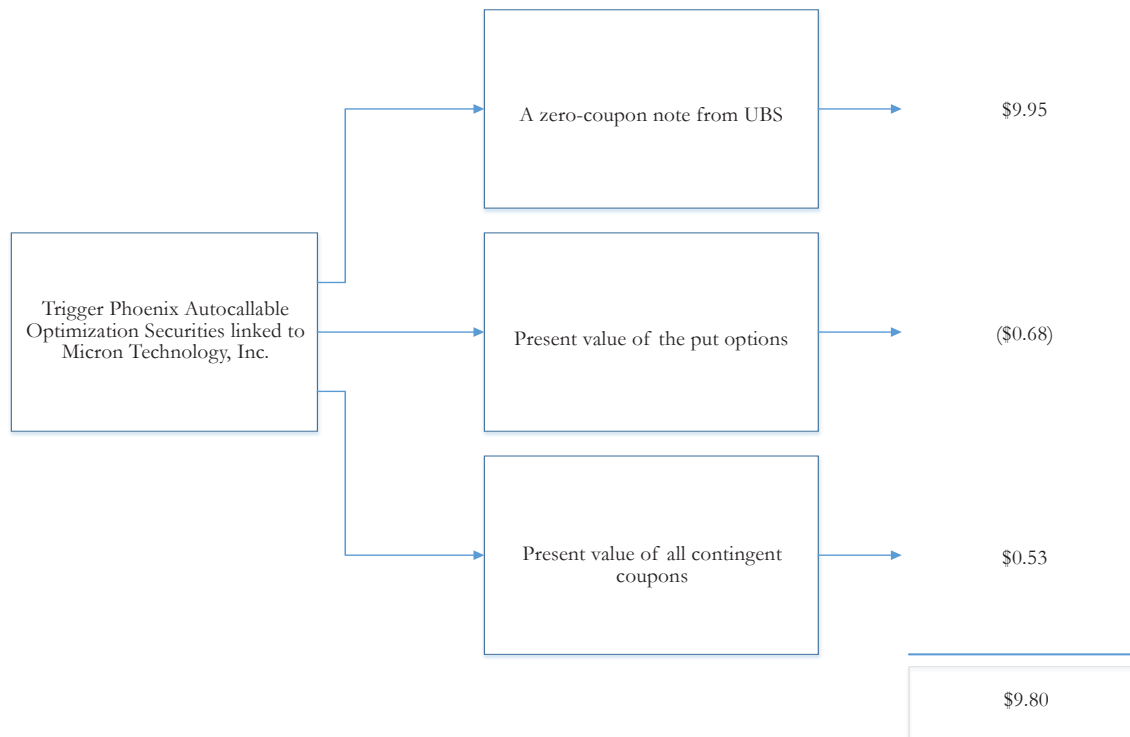 A zero-coupon note from UBS
$9.95
Trigger Phoenix Autocallable
Optimization Securities linked to
Micron Technology, Inc.
Present value of the put options
($0.68)
Present value of all contingent
coupons
$0.53
$9.80